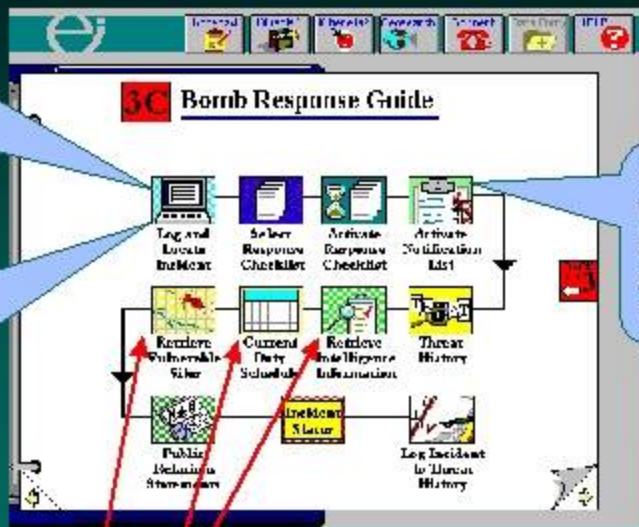 HELP
3C Bomb Response Guide
Log and
Locate
Incident
Select
Response
Checklist
Activate
Response
Checklist
Activate
Notification
List
Retrieve
Vulnerable
Sites
Current
Duty
Schedule
Retrieve
Intelligence
Information
Threat
History
Public
Relations
Statements
Incident
Status
Log Incident
to Threat
History